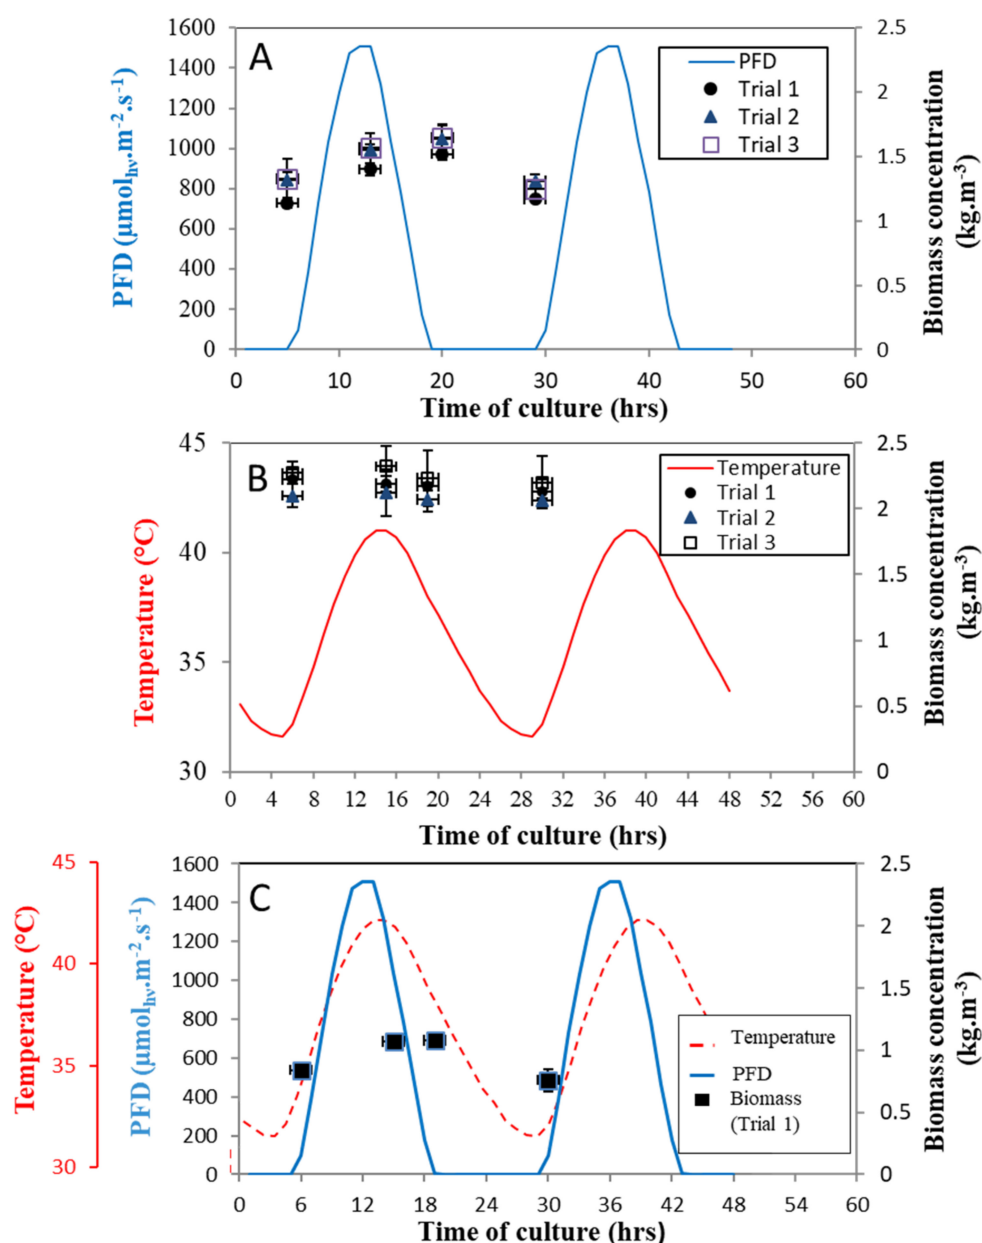 A
PFD (µmolhν.m-2.s-1)
1600
1400
1200
1000
800
600
400
200
0
0 10 20 30 40 50 60
Time of culture (hrs)
2.5
2
1.5
1
0.5
0
Biomass concentration
(kg.m-3)
PFD
Trial 1
Trial 2
Trial 3
B
Temperature (°C)
45
40
35
30
0 4 8 12 16 20 24 28 32 36 40 44 48 52 56 60
Time of culture (hrs)
2.5
2
1.5
1
0.5
0
Biomass concentration
(kg.m-3)
Temperature
Trial 1
Trial 2
Trial 3
C
Temperature (°C)
45
40
35
30
PFD (µmolhν.m-2.s-1)
1600
1400
1200
1000
800
600
400
200
0
0 6 12 18 24 30 36 42 48 54 60
Time of culture (hrs)
2.5
2
1.5
1
0.5
0
Biomass concentration
(kg.m-3)
Temperature
PFD
Biomass
(Trial 1)